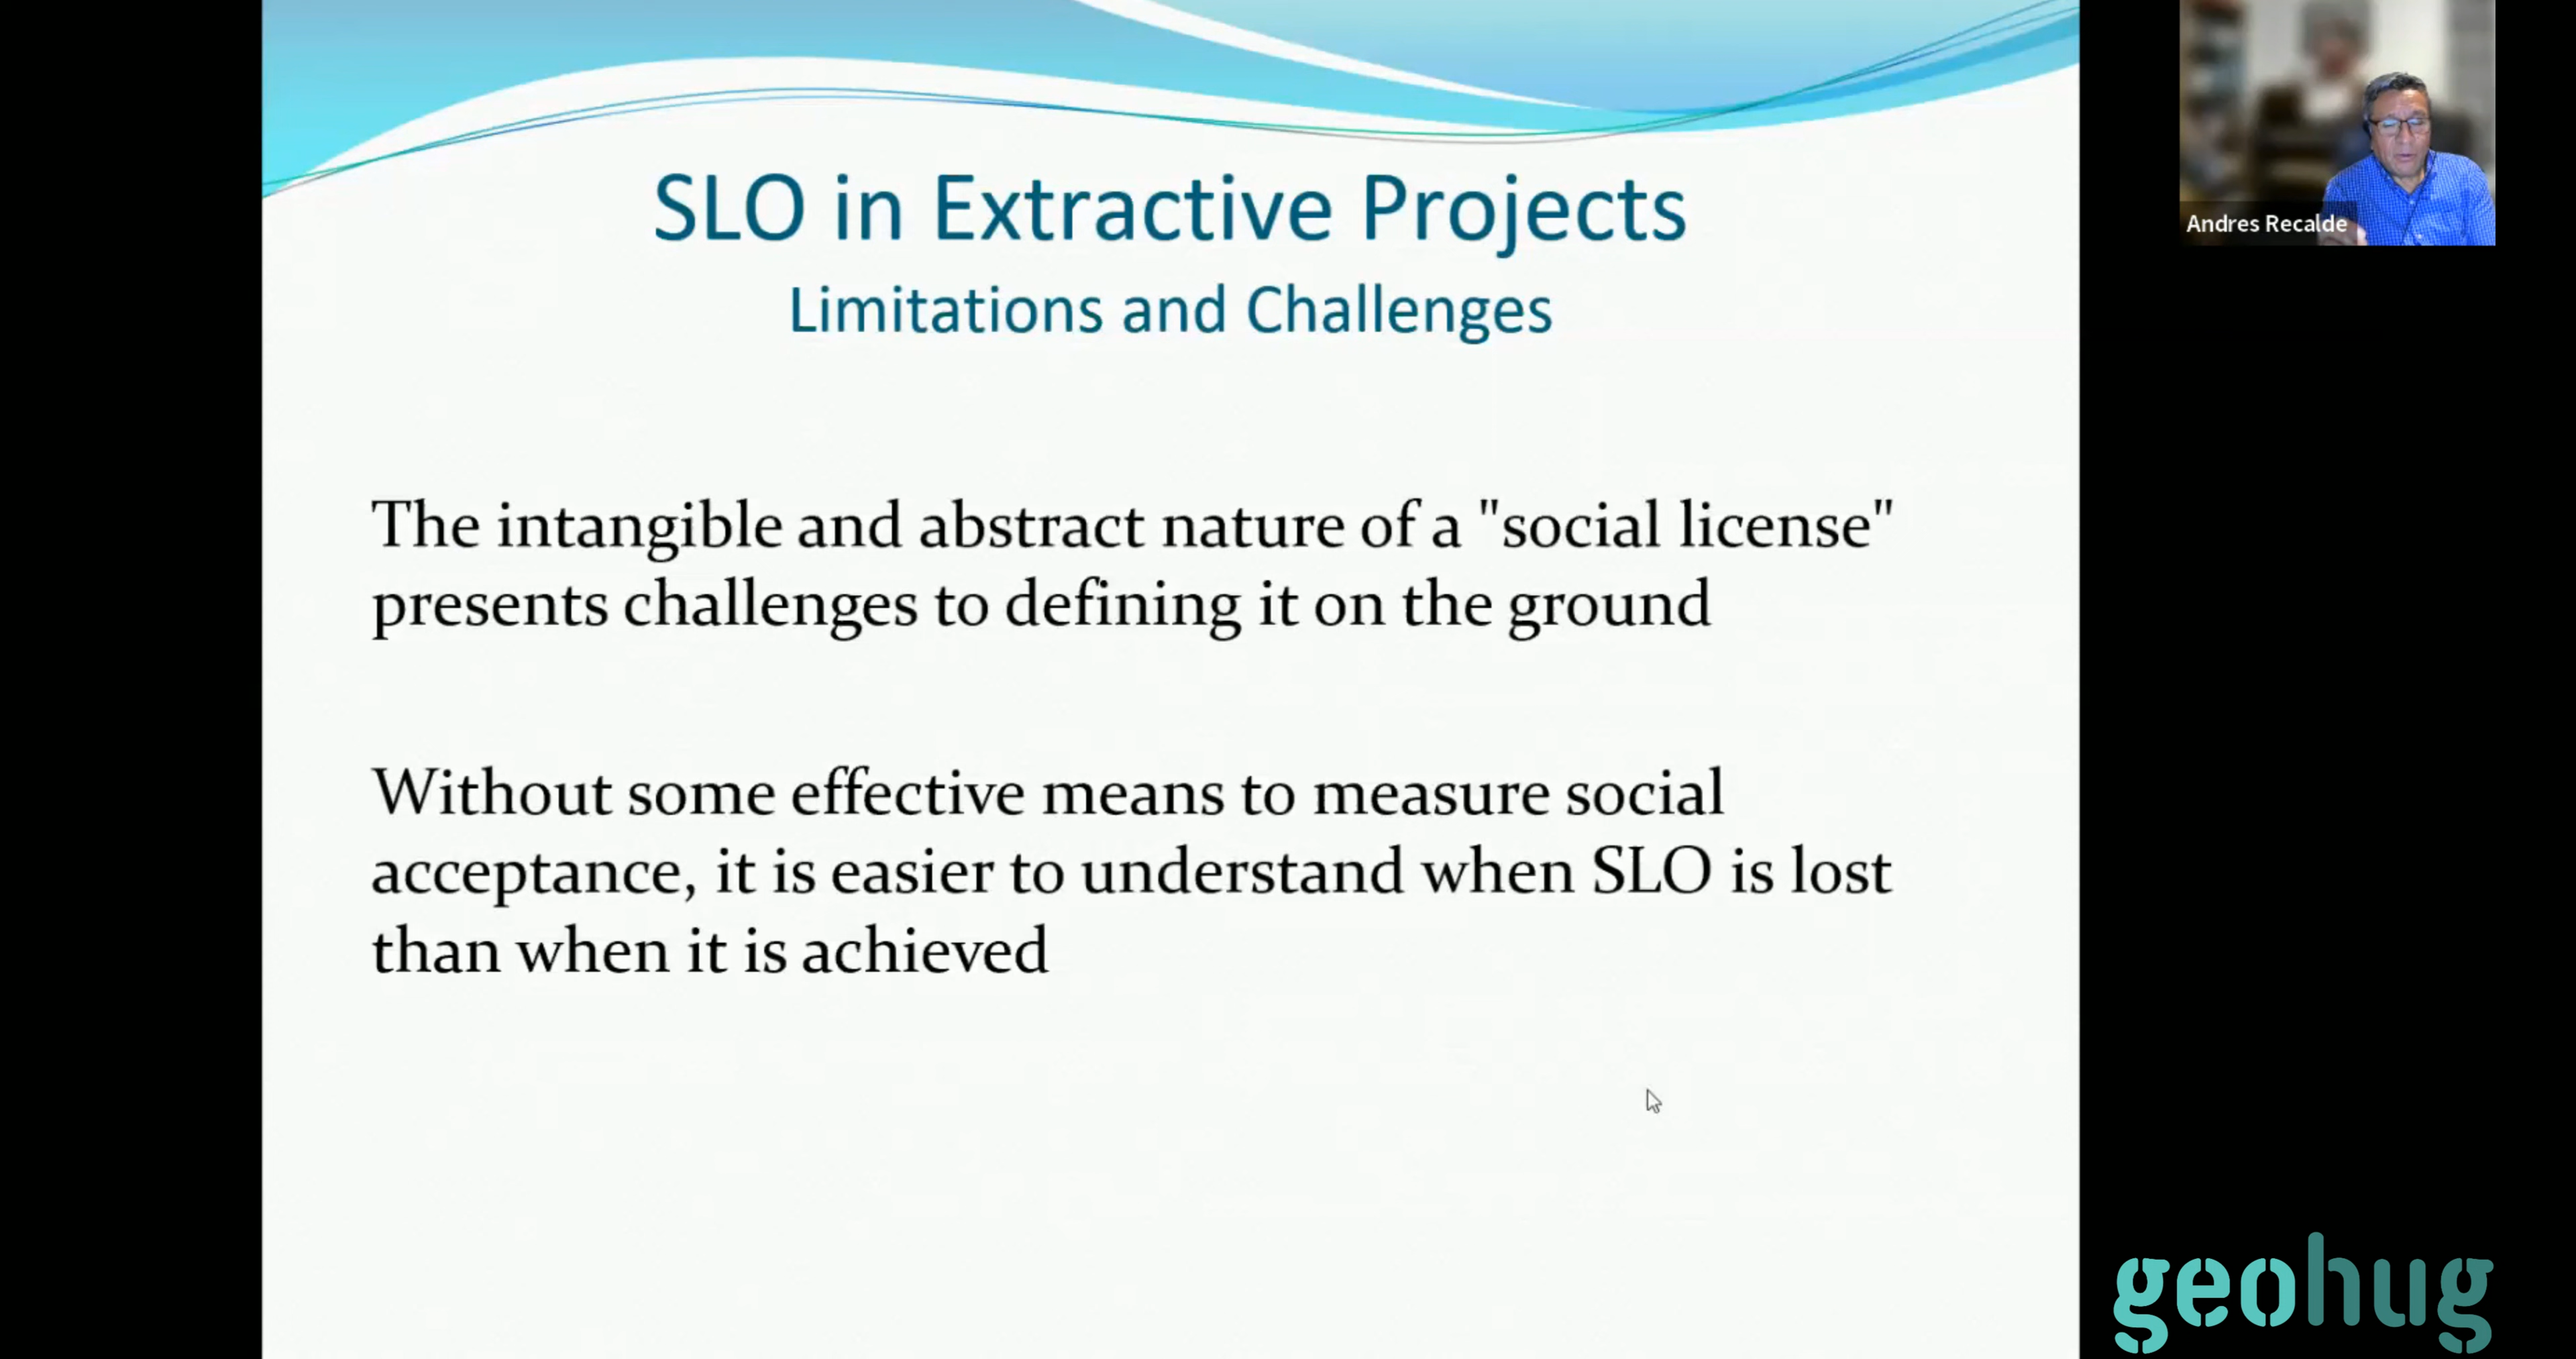 SLO in Extractive Projects
Limitations and Challenges
The intangible and abstract nature of a "social license"
presents challenges to defining it on the ground
Without some effective means to measure social
acceptance, it is easier to understand when SLO is lost
than when it is achieved
Andres Recalde
geohug